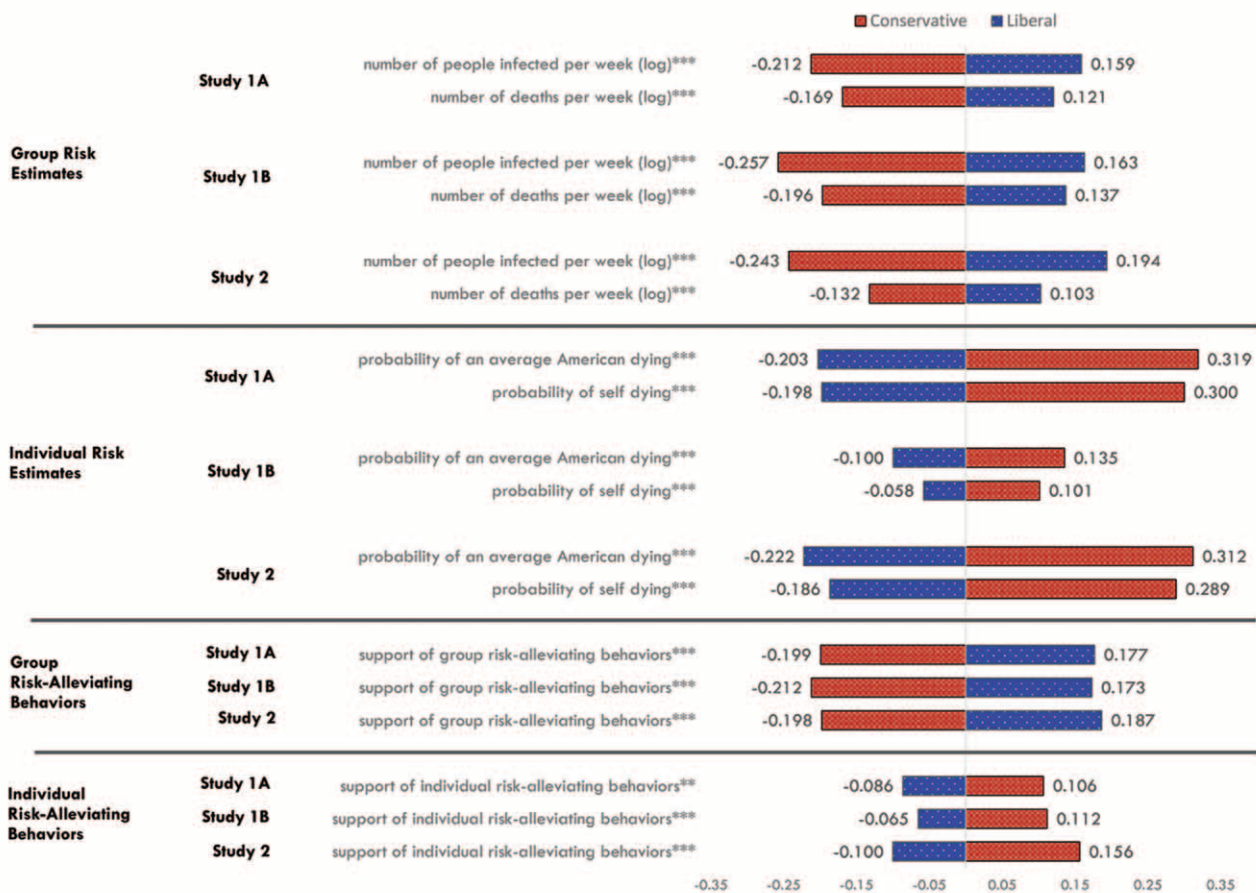 Conservative Liberal
Study 1A
number of people infected per week (log)*** -0.212 0.159
number of deaths per week (log)*** -0.169 0.121
Group Risk
Estimates
Study 1B
number of people infected per week (log)*** -0.257 0.163
number of deaths per week (log)*** -0.196 0.137
Study 2
number of people infected per week (log)*** -0.243 0.194
number of deaths per week (log)*** -0.132 0.103
Study 1A
probability of an average American dying*** -0.203 0.319
probability of self dying*** -0.198 0.300
Individual Risk
Estimates
Study 1B
probability of an average American dying*** -0.100 0.135
probability of self dying*** -0.058 0.101
Study 2
probability of an average American dying*** -0.222 0.312
probability of self dying*** -0.186 0.289
Group
Risk-Alleviating
Behaviors
Study 1A support of group risk-alleviating behaviors*** -0.199 0.177
Study 1B support of group risk-alleviating behaviors*** -0.212 0.173
Study 2 support of group risk-alleviating behaviors*** -0.198 0.187
Individual
Risk-Alleviating
Behaviors
Study 1A support of individual risk-alleviating behaviors** -0.086 0.106
Study 1B support of individual risk-alleviating behaviors*** -0.065 0.112
Study 2 support of individual risk-alleviating behaviors*** -0.100 0.156
-0.35 -0.25 -0.15 -0.05 0.05 0.15 0.25 0.35